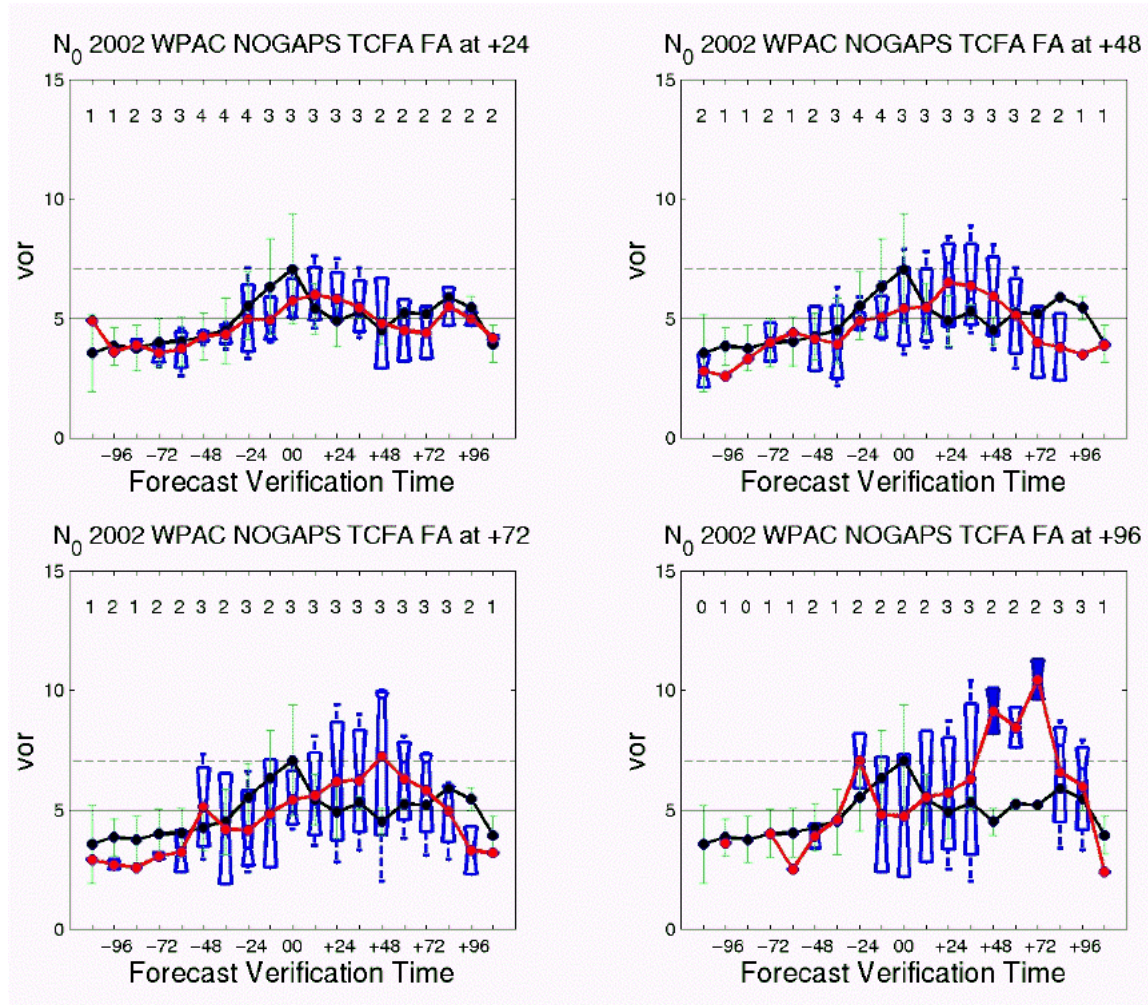 N0 2002 WPAC NOGAPS TCFA FA at +24
15
1 1 2 3 3 4 4 4 3 3 3 3 3 2 2 2 2 2 2
10
vor
5
0
−96 −72 −48 −24 00 +24 +48 +72 +96
Forecast Verification Time
N0 2002 WPAC NOGAPS TCFA FA at +48
15
2 1 1 2 1 2 3 4 4 3 3 3 3 3 3 2 2 1 1
10
vor
5
0
−96 −72 −48 −24 00 +24 +48 +72 +96
Forecast Verification Time
N0 2002 WPAC NOGAPS TCFA FA at +72
15
1 2 1 2 2 3 2 3 2 3 3 3 3 3 3 3 3 2 1
10
vor
5
0
−96 −72 −48 −24 00 +24 +48 +72 +96
Forecast Verification Time
N0 2002 WPAC NOGAPS TCFA FA at +96
15
0 1 0 1 1 2 1 2 2 2 2 3 3 2 2 2 3 3 1
10
vor
5
0
−96 −72 −48 −24 00 +24 +48 +72 +96
Forecast Verification Time